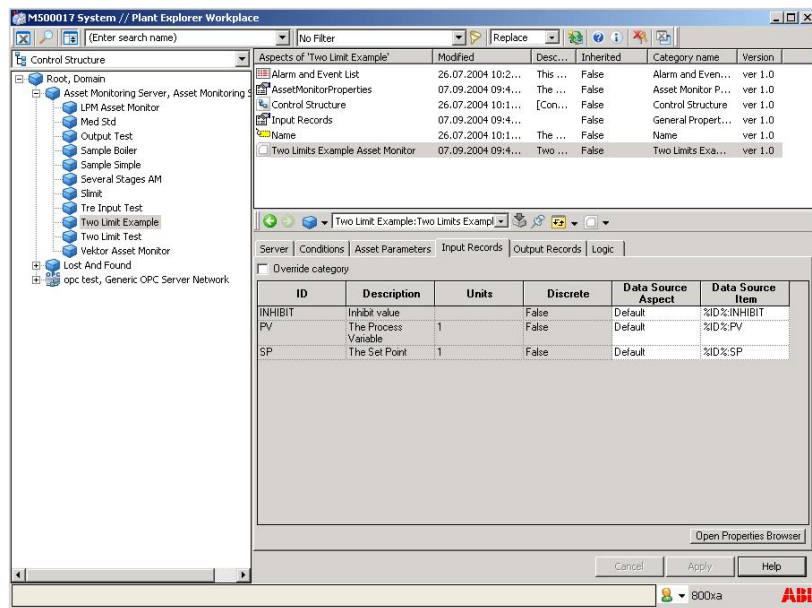 M500017 System // Plant Explorer Workplace
(Enter search name) No Filter Replace
Control Structure
Root, Domain
Asset Monitoring Server, Asset Monitoring S
LPM Asset Monitor
Med Std
Output Test
Sample Boiler
Sample Simple
Several Stages AM
Slimit
Tre Input Test
Two Limit Example
Two Limit Test
Vektor Asset Monitor
Lost And Found
opc test, Generic OPC Server Network
Aspects of 'Two Limit Example' Modified Desc... Inherited Category name Version
Alarm and Event List 26.07.2004 10:2... This ... False Alarm and Even... ver 1.0
AssetMonitorProperties 07.09.2004 09:4... The ... False Asset Monitor P... ver 1.0
Control Structure 26.07.2004 10:1... [Con... False Control Structure ver 1.0
Input Records 07.09.2004 09:4... False General Propert... ver 1.0
Name 26.07.2004 10:1... The ... False Name ver 1.0
Two Limits Example Asset Monitor 07.09.2004 09:4... Two ... False Two Limits Exa... ver 1.0
Two Limit Example:Two Limits Exampl
Server Conditions Asset Parameters Input Records Output Records Logic
Override category
ID Description Units Discrete Data Source Aspect Data Source Item
INHIBIT Inhibit value False Default %ID%:INHIBIT
PV The Process Variable 1 False Default %ID%:PV
SP The Set Point 1 False Default %ID%:SP
Open Properties Browser
Cancel Apply Help
800xa ABB